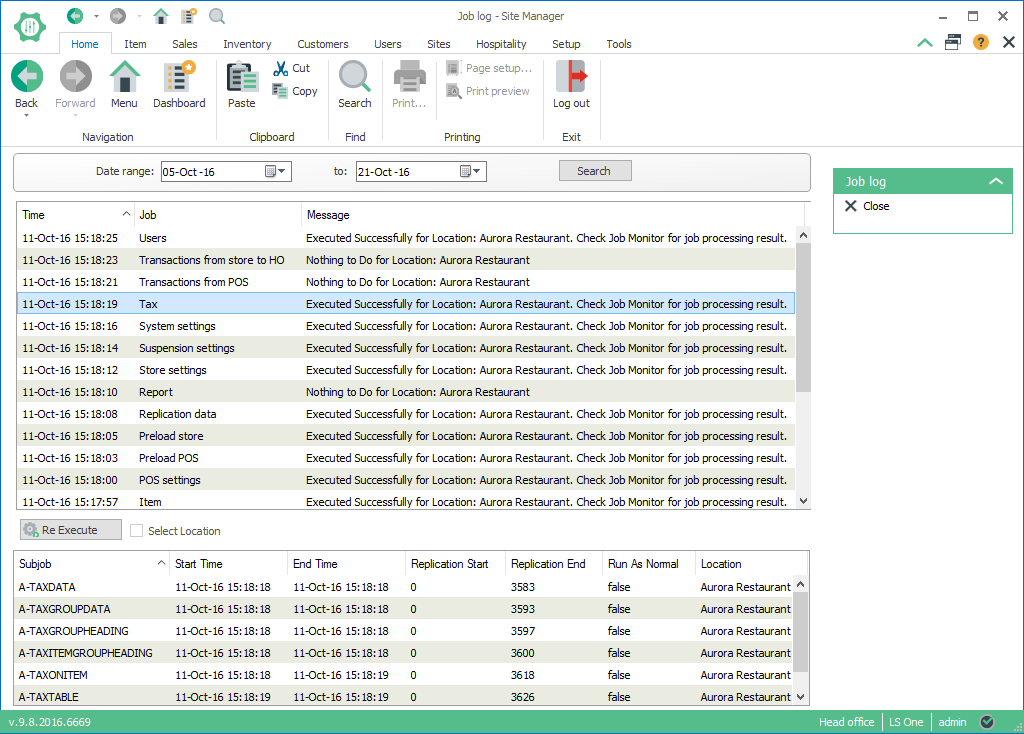 Job log - Site Manager
Home Item Sales Inventory Customers Users Sites Hospitality Setup Tools
Back Forward Menu Dashboard Paste Cut Copy Search Print... Page setup... Print preview Log out
Navigation Clipboard Find Printing Exit
Date range: 05-Oct -16 to: 21-Oct -16 Search
Job log
Close
Time Job Message
11-Oct-16 15:18:25 Users Executed Successfully for Location: Aurora Restaurant. Check Job Monitor for job processing result.
11-Oct-16 15:18:23 Transactions from store to HO Nothing to Do for Location: Aurora Restaurant
11-Oct-16 15:18:21 Transactions from POS Nothing to Do for Location: Aurora Restaurant
11-Oct-16 15:18:19 Tax Executed Successfully for Location: Aurora Restaurant. Check Job Monitor for job processing result.
11-Oct-16 15:18:16 System settings Executed Successfully for Location: Aurora Restaurant. Check Job Monitor for job processing result.
11-Oct-16 15:18:14 Suspension settings Executed Successfully for Location: Aurora Restaurant. Check Job Monitor for job processing result.
11-Oct-16 15:18:12 Store settings Executed Successfully for Location: Aurora Restaurant. Check Job Monitor for job processing result.
11-Oct-16 15:18:10 Report Nothing to Do for Location: Aurora Restaurant
11-Oct-16 15:18:08 Replication data Executed Successfully for Location: Aurora Restaurant. Check Job Monitor for job processing result.
11-Oct-16 15:18:05 Preload store Executed Successfully for Location: Aurora Restaurant. Check Job Monitor for job processing result.
11-Oct-16 15:18:03 Preload POS Executed Successfully for Location: Aurora Restaurant. Check Job Monitor for job processing result.
11-Oct-16 15:18:00 POS settings Executed Successfully for Location: Aurora Restaurant. Check Job Monitor for job processing result.
11-Oct-16 15:17:57 Item Executed Successfully for Location: Aurora Restaurant. Check Job Monitor for job processing result.
Re Execute Select Location
Subjob Start Time End Time Replication Start Replication End Run As Normal Location
A-TAXDATA 11-Oct-16 15:18:18 11-Oct-16 15:18:18 0 3583 false Aurora Restaurant
A-TAXGROUPDATA 11-Oct-16 15:18:18 11-Oct-16 15:18:18 0 3593 false Aurora Restaurant
A-TAXGROUPHEADING 11-Oct-16 15:18:18 11-Oct-16 15:18:18 0 3597 false Aurora Restaurant
A-TAXITEMGROUPHEADING 11-Oct-16 15:18:18 11-Oct-16 15:18:18 0 3600 false Aurora Restaurant
A-TAXONITEM 11-Oct-16 15:18:18 11-Oct-16 15:18:19 0 3618 false Aurora Restaurant
A-TAXTABLE 11-Oct-16 15:18:19 11-Oct-16 15:18:19 0 3626 false Aurora Restaurant
v.9.8.2016.6669 Head office LS One admin